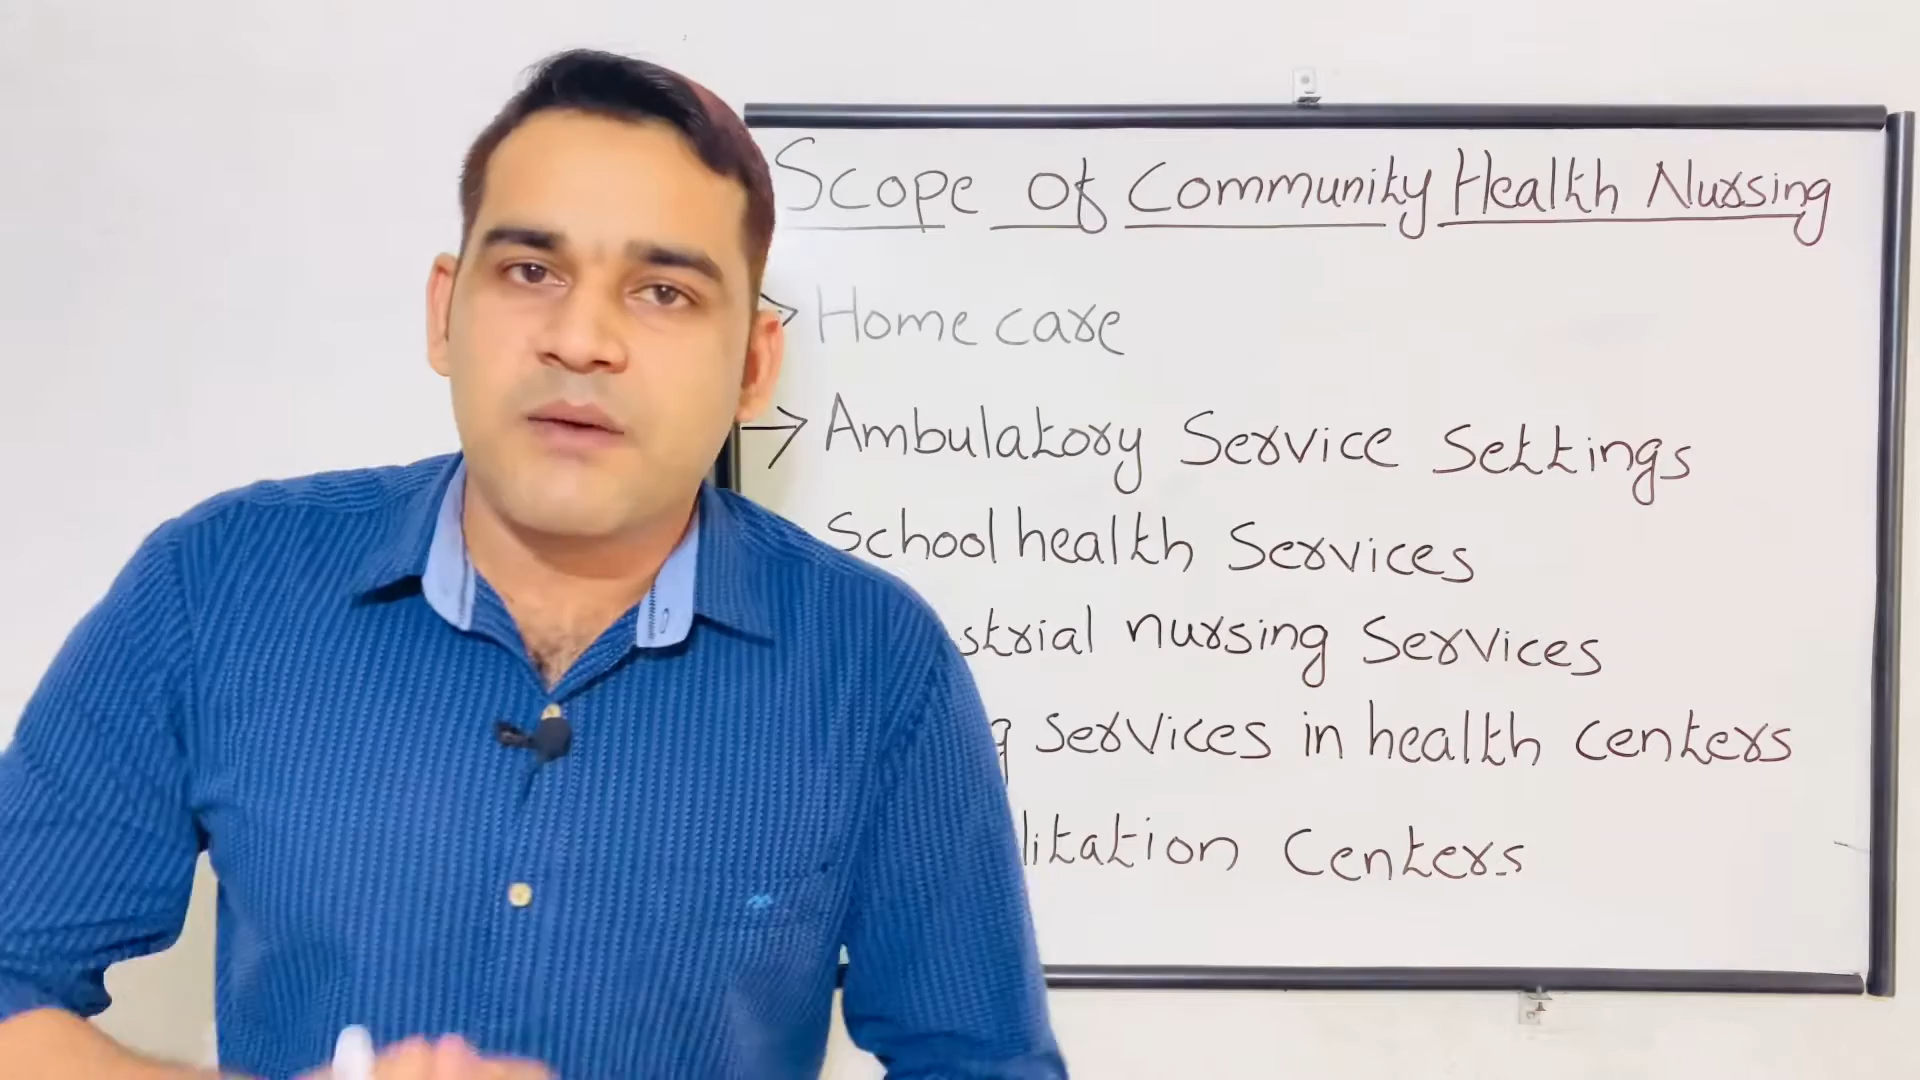 Scope of Community Health Nursing
→ Home care
→ Ambulatory Service Settings
School health Services
strial nursing Services
g services in health centers
litation Centers